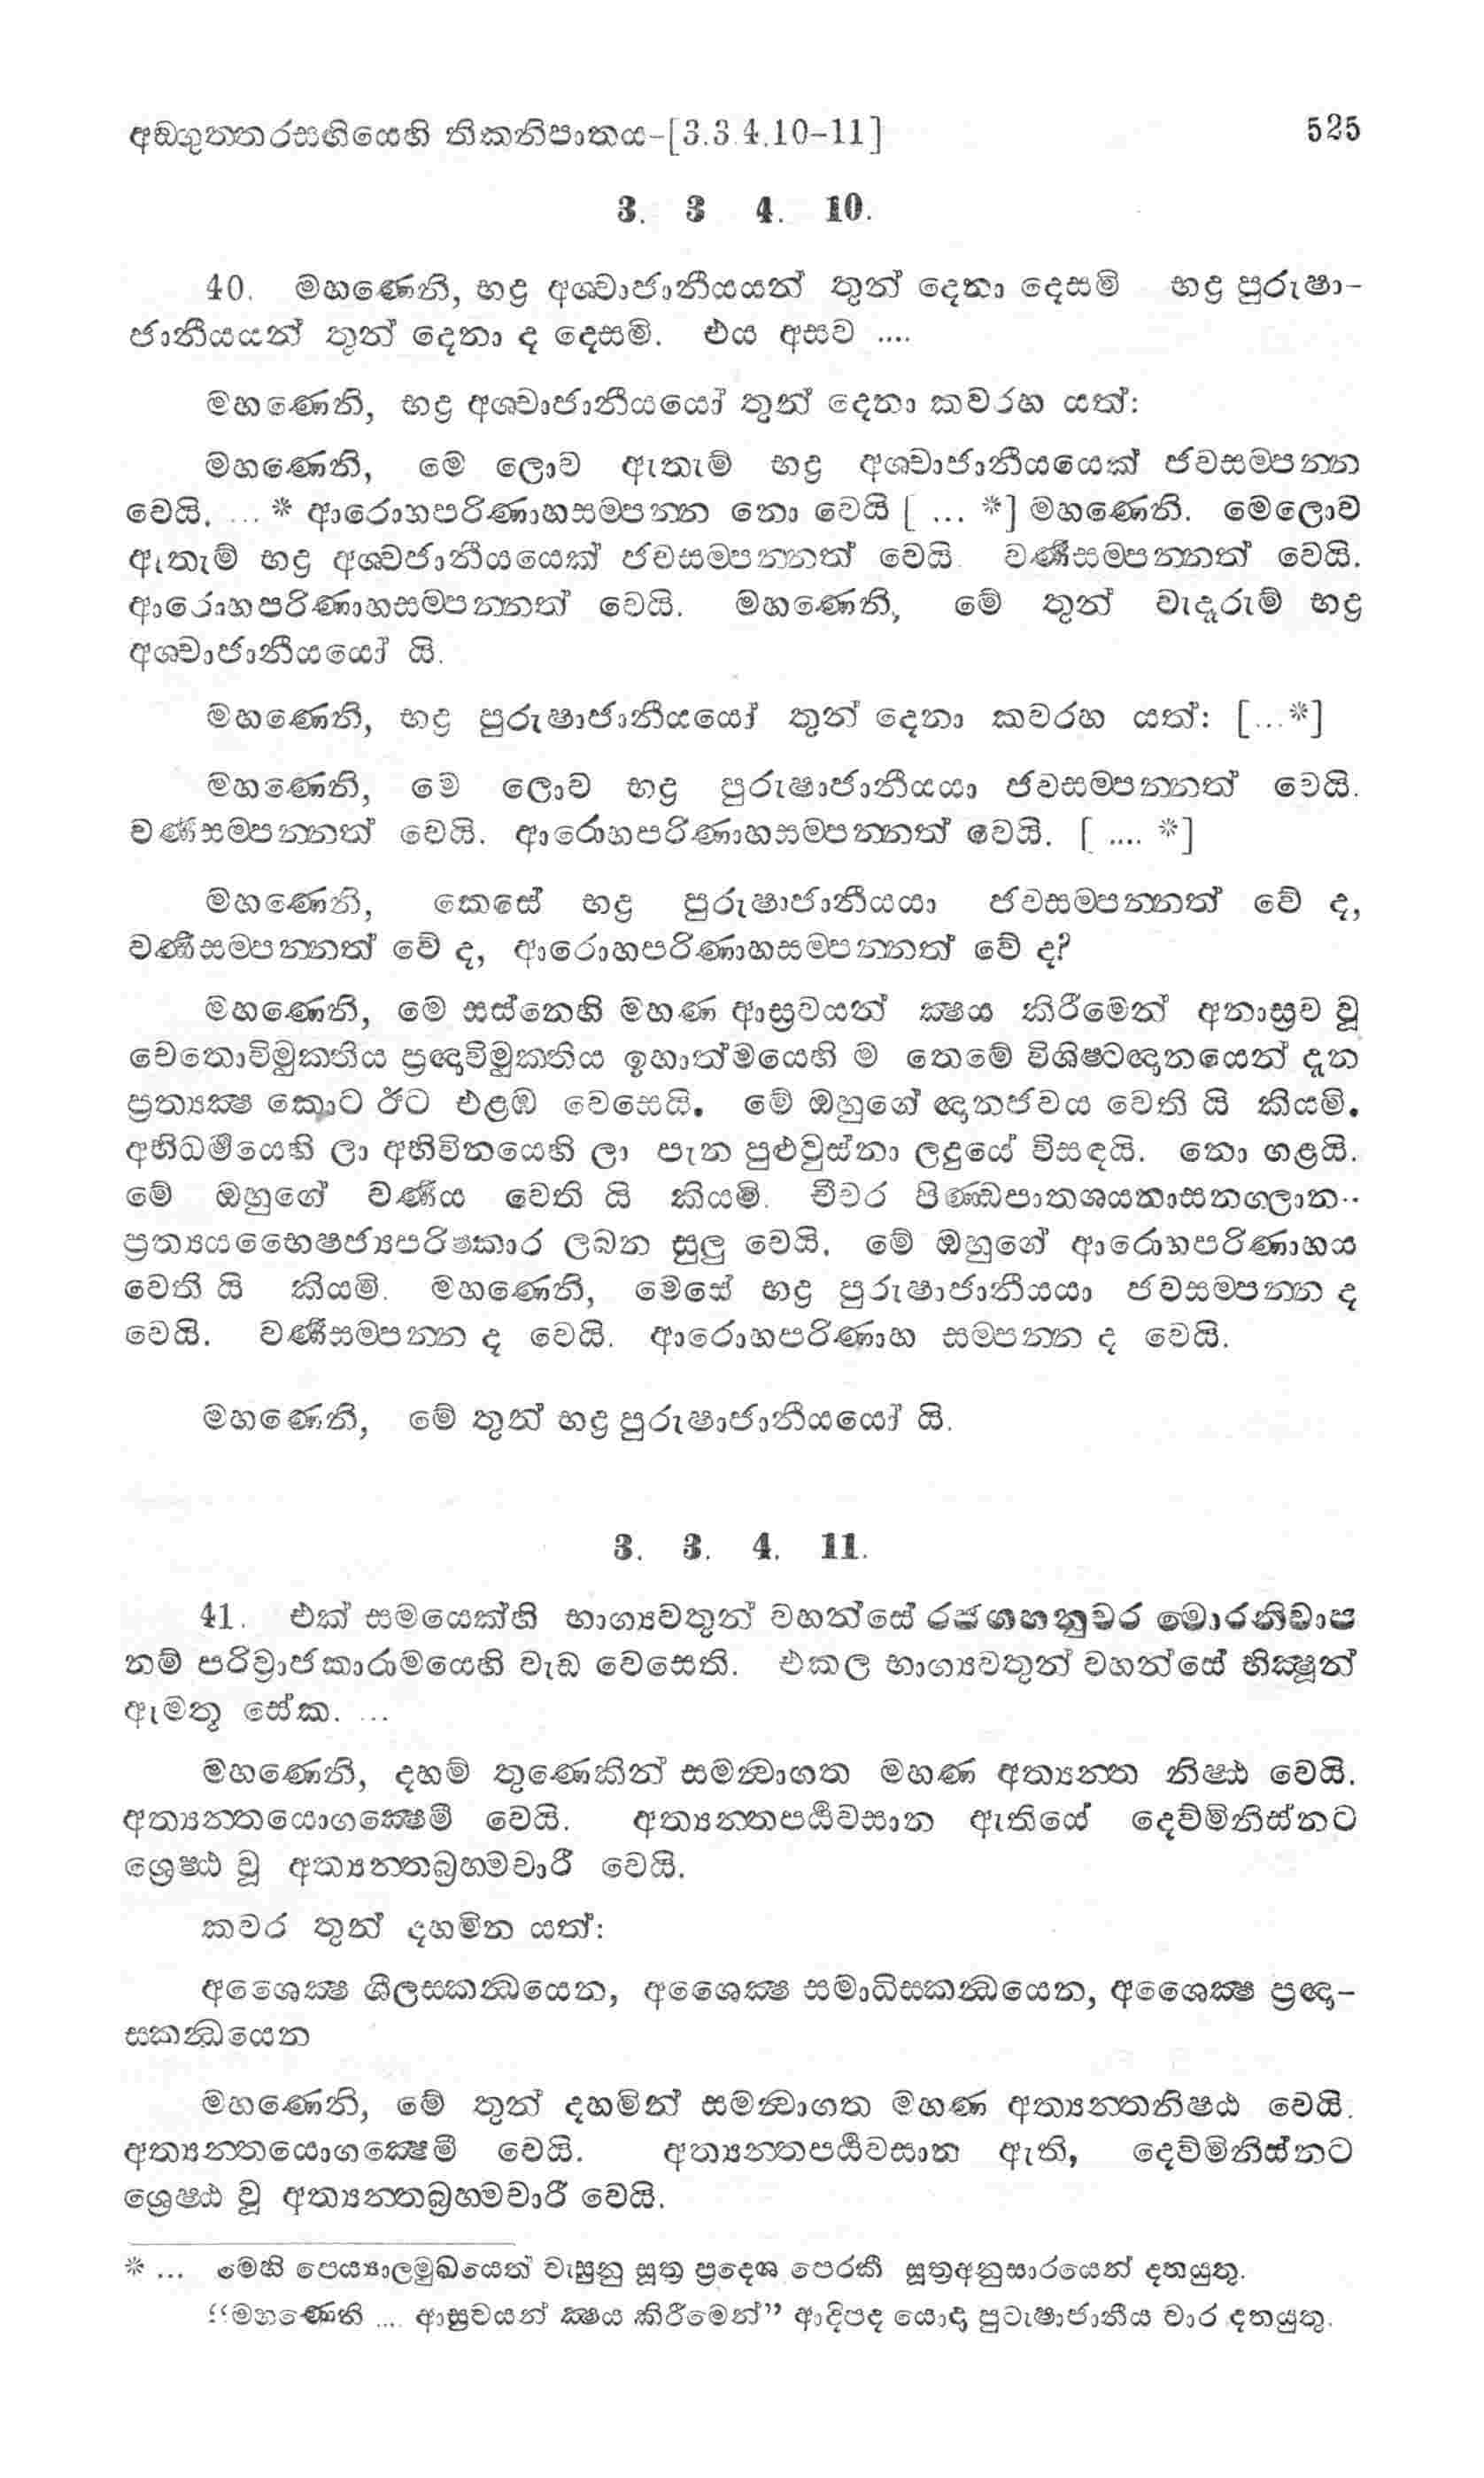 අඞගුත්තරසඟියෙහි තිකනිපාතය-[3.3.4.10-11] 525
3. 3 4. 10.
40. මහණෙනි, භද්‍ර අශ්වාජානීයයන් තුන් දෙනා දෙසමි භද්‍ර පුරුෂා-
ජානීයයන් තුන් දෙනා ද දෙසමි. එය අසව ....
මහණෙනි, භද්‍ර අශ්වාජානීයයෝ තුන් දෙනා කවරහ යත්:
මහණෙනි, මෙ ලොව ඇතැම් භද්‍ර අශ්වාජානීයයෙක් ජවසම්පන්න
වෙයි. ... * ආරොහපරිණාහසම්පන්න නො වෙයි [ ... *] මහණෙනි. මෙලොව
ඇතැම් භද්‍ර අශ්වජානීයයෙක් ජවසම්පන්නත් වෙයි. වර්‍ණසම්පන්නත් වෙයි.
ආරොහපරිණාහසම්පන්නත් වෙයි. මහණෙනි, මේ තුන් වැදෑරුම් භද්‍ර
අශ්වාජානීයයෝ යි.
මහණෙනි, භද්‍ර පුරුෂාජානීයයෝ තුන් දෙනා කවරහ යත්: [...*]
මහණෙනි, මෙ ලොව භද්‍ර පුරුෂාජානීයයා ජවසම්පන්නත් වෙයි.
වර්‍ණසම්පන්නත් වෙයි. ආරොහපරිණාහසම්පන්නත් වෙයි. [ .... *]
මහණෙනි, කෙසේ භද්‍ර පුරුෂාජානීයයා ජවසම්පන්නත් වේ ද,
වර්‍ණසම්පන්නත් වේ ද, ආරොහපරිණාහසම්පන්නත් වේ ද?
මහණෙනි, මෙ සස්නෙහි මහණ ආස්‍රවයන් ක්‍ෂය කිරීමෙන් අනාස්‍රව වූ
චෙතොවිමුක්තිය ප්‍රඥාවිමුක්තිය ඉහාත්මයෙහි ම තෙමේ විශිෂ්ටඥානයෙන් දැන
ප්‍රත්‍යක්‍ෂ කොට ඊට එළඹ වෙසෙයි. මේ ඔහුගේ ඥානජවය වෙති යි කියමි.
අභිධර්‍මයෙහි ලා අභිවිනයෙහි ලා පැන පුළුවුස්නා ලදුයේ විසඳයි. නො ගළයි.
මේ ඔහුගේ වර්‍ණය වෙති යි කියමි. චීවර පිණ්ඩපාතශයනාසනගලාන--
ප්‍රත්‍යයභෛෂජ්‍යපරිෂ්කාර ලබන සුලු වෙයි. මේ ඔහුගේ ආරොහපරිණාහය
වෙති යි කියමි. මහණෙනි, මෙසේ භද්‍ර පුරුෂාජානීයයා ජවසම්පන්න ද
වෙයි. වර්‍ණසම්පන්න ද වෙයි. ආරොහපරිණාහ සම්පන්න ද වෙයි.
මහණෙනි, මේ තුන් භද්‍ර පුරුෂාජානීයයෝ යි.
3. 3. 4. 11.
41. එක් සමයෙක්හි භාග්‍යවතුන් වහන්සේ රජගහනුවර මොරනිවාප
නම් පරිව්‍රාජකාරාමයෙහි වැඩ වෙසෙති. එකල භාග්‍යවතුන් වහන්සේ භික්‍ෂූන්
ඇමතූ සේක. ...
මහණෙනි, දහම් තුණෙකින් සමන්වාගත මහණ අත්‍යන්ත නිෂ්ඨ වෙයි.
අත්‍යන්තයොගක්‍ෂෙමී වෙයි. අත්‍යන්තපර්‍ය්‍යවසාන ඇතියේ දෙව්මිනිස්නට
ශ්‍රෙෂ්ඨ වූ අත්‍යන්තබ්‍රහ්මචාරී වෙයි.
කවර තුන් දහමින යත්:
අශෛක්‍ෂ ශීලස්කන්‍ධයෙන, අශෛක්‍ෂ සමාධිස්කන්‍ධයෙන, අශෛක්‍ෂ ප්‍රඥා-
ස්කන්‍ධයෙන
මහණෙනි, මේ තුන් දහමින් සමන්වාගත මහණ අත්‍යන්තනිෂ්ඨ වෙයි.
අත්‍යන්තයොගක්‍ෂෙමී වෙයි. අත්‍යන්තපර්‍ය්‍යවසාන ඇති, දෙව්මිනිස්නට
ශ්‍රෙෂ්ඨ වූ අත්‍යන්තබ්‍රහ්මචාරී වෙයි.
* ... මෙහි පෙය්‍යාලමුඛයෙන් වැසුනු සූත්‍ර ප්‍රදෙශ පෙරකී සූත්‍රඅනුසාරයෙන් දතයුතු.
“මහණෙනි .... ආස්‍රවයන් ක්‍ෂය කිරීමෙන්” ආදිපද යොදා පුටැෂාජානීය වාර දතයුතු.